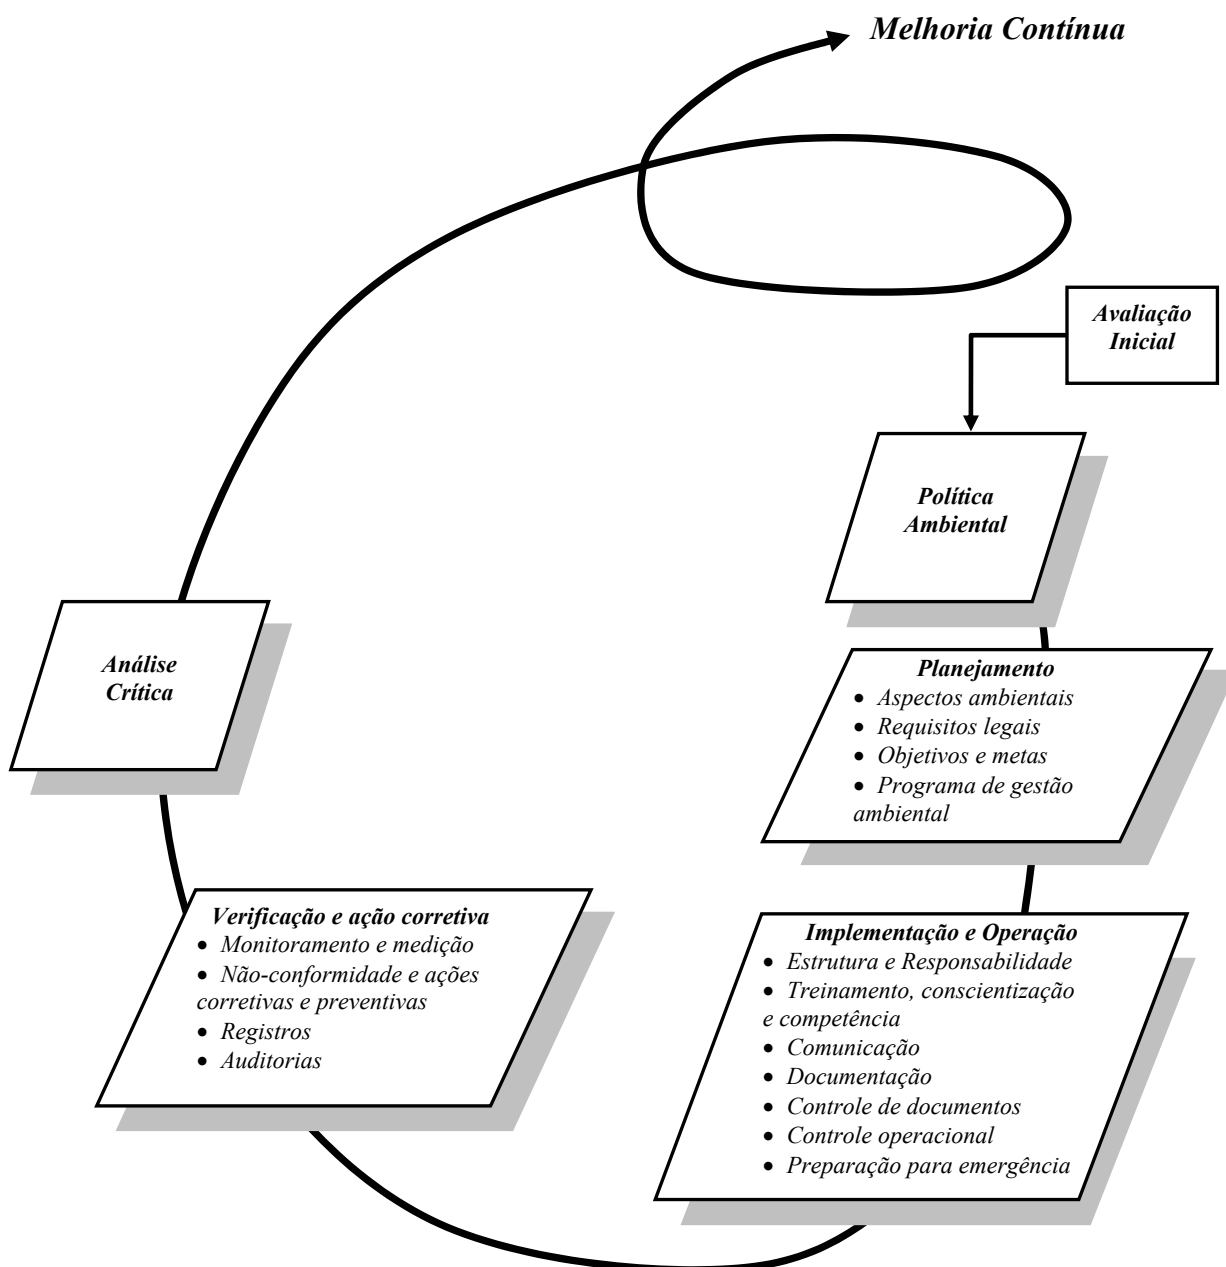 Melhoria Contínua
Avaliação
Inicial
Política
Ambiental
Planejamento
• Aspectos ambientais
• Requisitos legais
• Objetivos e metas
• Programa de gestão
ambiental
Implementação e Operação
• Estrutura e Responsabilidade
• Treinamento, conscientização
e competência
• Comunicação
• Documentação
• Controle de documentos
• Controle operacional
• Preparação para emergência
Verificação e ação corretiva
• Monitoramento e medição
• Não-conformidade e ações
corretivas e preventivas
• Registros
• Auditorias
Análise
Crítica